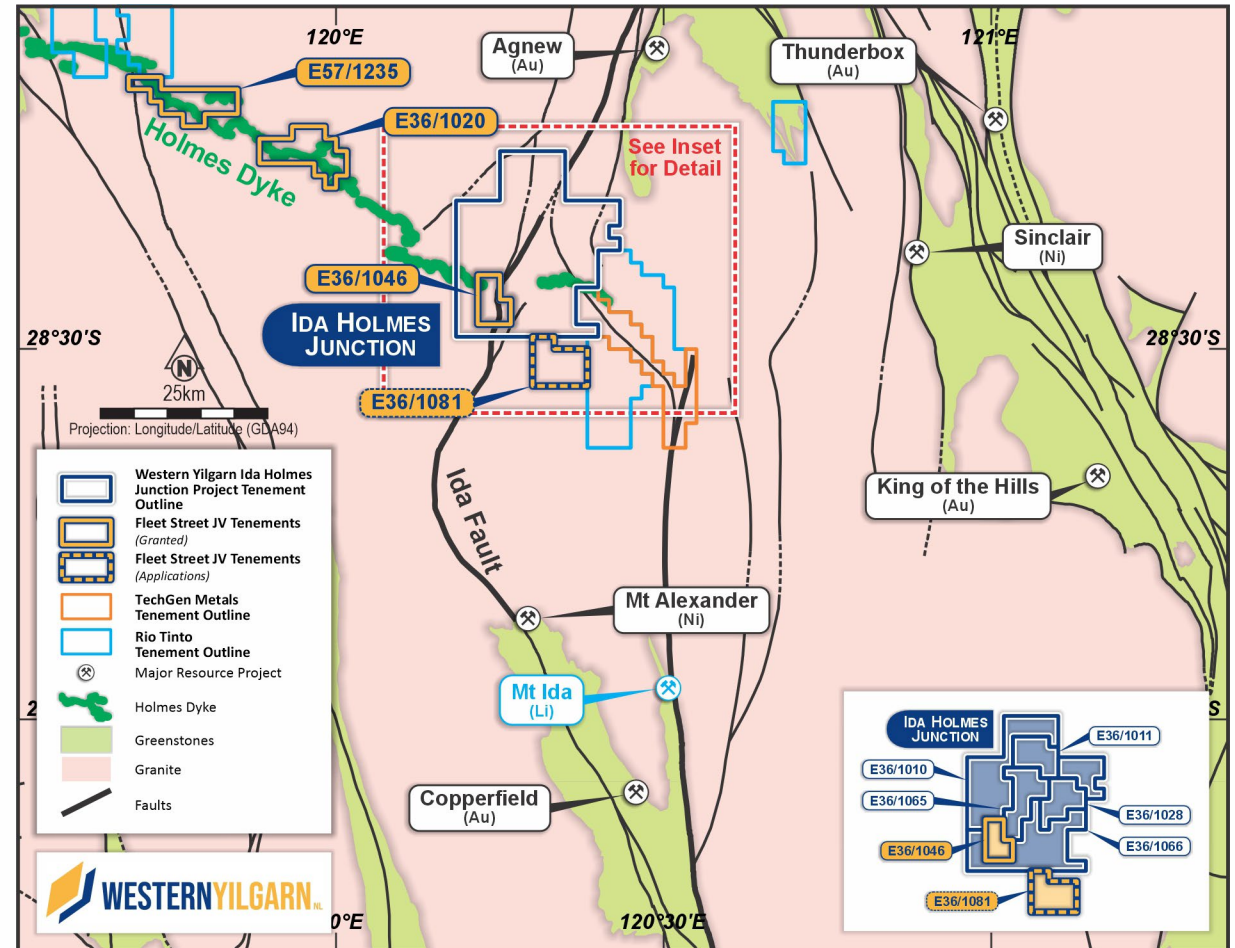 120°E
121°E
Agnew
(Au)
Thunderbox
(Au)
E57/1235
E36/1020
Holmes Dyke
See Inset
for Detail
Sinclair
(Ni)
E36/1046
IDA HOLMES
JUNCTION
28°30'S
28°30'S
N
25km
Projection: Longitude/Latitude (GDA94)
E36/1081
Ida Fault
King of the Hills
(Au)
Western Yilgarn Ida Holmes
Junction Project Tenement
Outline
Fleet Street JV Tenements
(Granted)
Fleet Street JV Tenements
(Applications)
TechGen Metals
Tenement Outline
Rio Tinto
Tenement Outline
Major Resource Project
Holmes Dyke
Greenstones
Granite
Faults
Mt Alexander
(Ni)
Mt Ida
(Li)
Copperfield
(Au)
2
S
IDA HOLMES
JUNCTION
E36/1011
E36/1010
E36/1065
E36/1028
E36/1066
E36/1046
E36/1081
WESTERNYILGARN NL
0°E
120°30'E